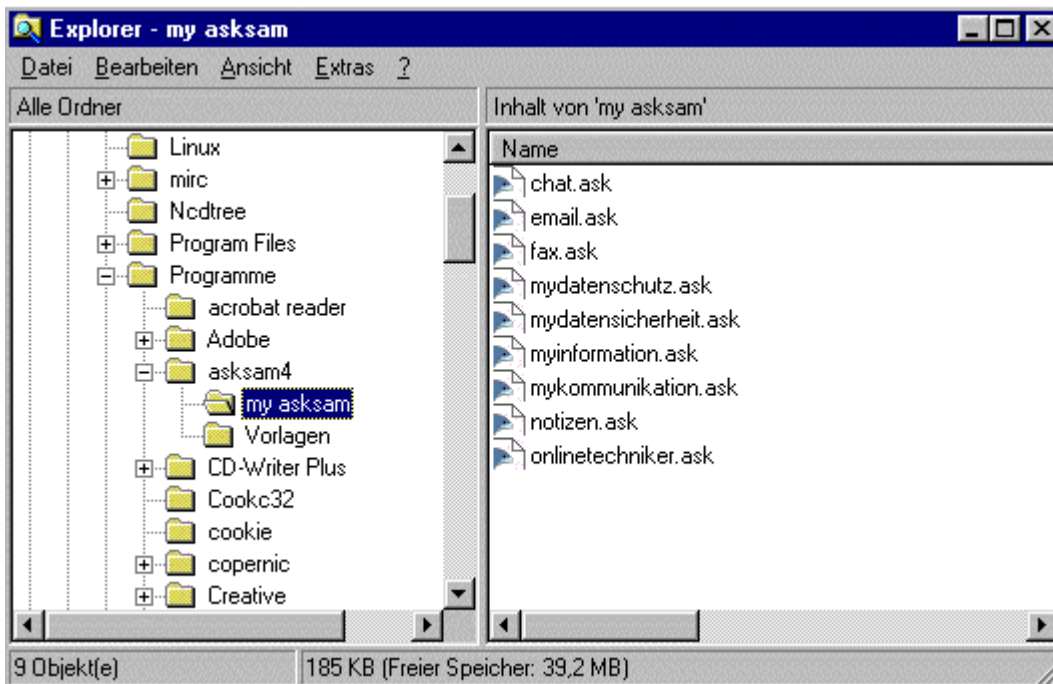 Explorer - my asksam
Datei Bearbeiten Ansicht Extras ?
Alle Ordner
Linux
mirc
Ncdtree
Program Files
Programme
acrobat reader
Adobe
asksam4
my asksam
Vorlagen
CD-Writer Plus
Cookc32
cookie
copernic
Creative
Inhalt von 'my asksam'
Name
chat.ask
email.ask
fax.ask
mydatenschutz.ask
mydatensicherheit.ask
myinformation.ask
mykommunikation.ask
notizen.ask
onlinetechniker.ask
9 Objekt(e)
185 KB (Freier Speicher: 39,2 MB)